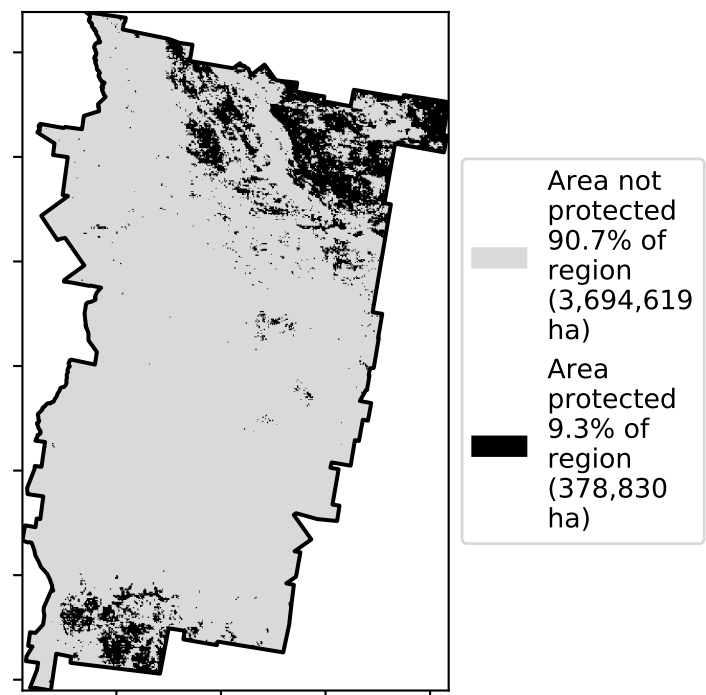 Area not
protected
90.7% of
region
(3,694,619
ha)
Area
protected
9.3% of
region
(378,830
ha)